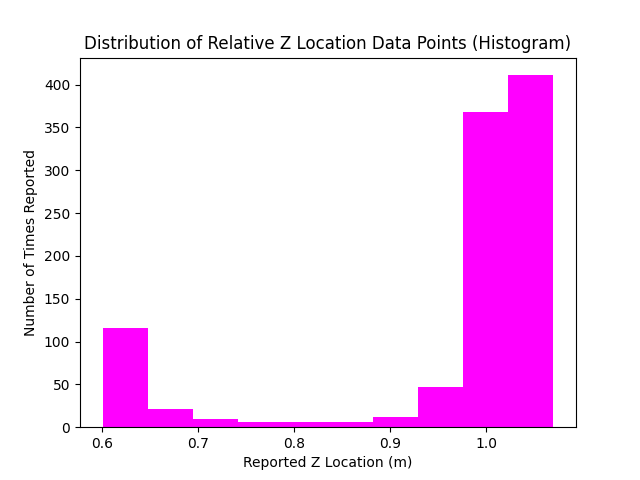 Distribution of Relative Z Location Data Points (Histogram)
Number of Times Reported
400
350
300
250
200
150
100
50
0
0.6 0.7 0.8 0.9 1.0
Reported Z Location (m)